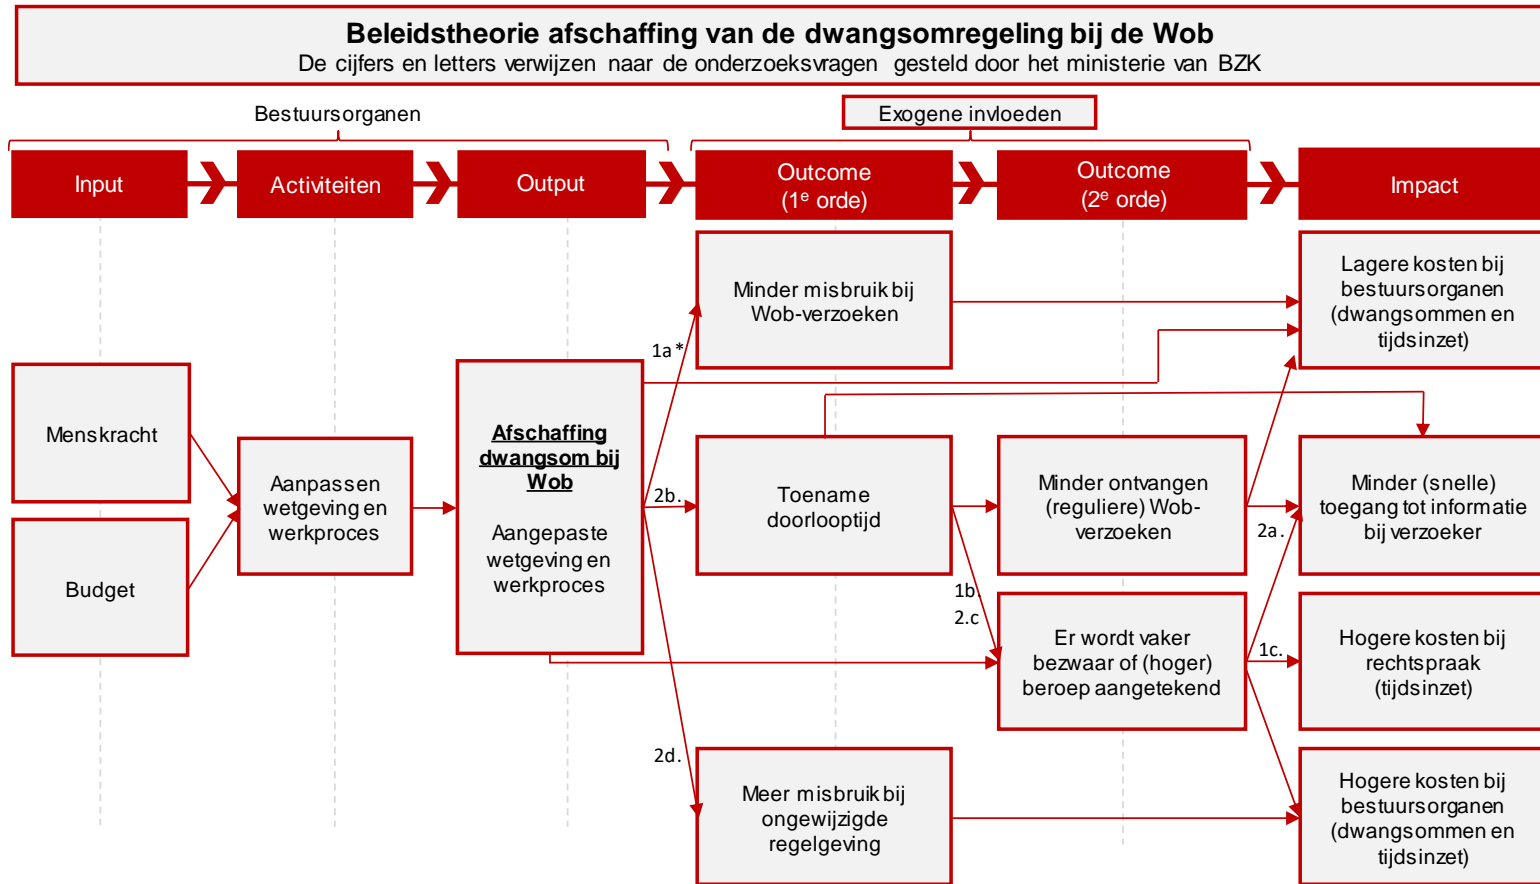 Beleidstheorie afschaffing van de dwangsomregeling bij de Wob
De cijfers en letters verwijzen naar de onderzoeksvragen gesteld door het ministerie van BZK
Bestuursorganen
Exogene invloeden
Input
Activiteiten
Output
Outcome
(1e orde)
Outcome
(2e orde)
Impact
Menskracht
Budget
Aanpassen
wetgeving en
werkproces
Afschaffing
dwangsom bij
Wob
Aangepaste
wetgeving en
werkproces
1a*
2b.
2d.
Minder misbruik bij
Wob-verzoeken
Toename
doorlooptijd
Meer misbruik bij
ongewijzigde
regelgeving
1b.
2.c
Minder ontvangen
(reguliere) Wob-
verzoeken
Er wordt vaker
bezwaar of (hoger)
beroep aangetekend
2a.
1c.
Lagere kosten bij
bestuursorganen
(dwangsommen en
tijdsinzet)
Minder (snelle)
toegang tot informatie
bij verzoeker
Hogere kosten bij
rechtspraak
(tijdsinzet)
Hogere kosten bij
bestuursorganen
(dwangsommen en
tijdsinzet)